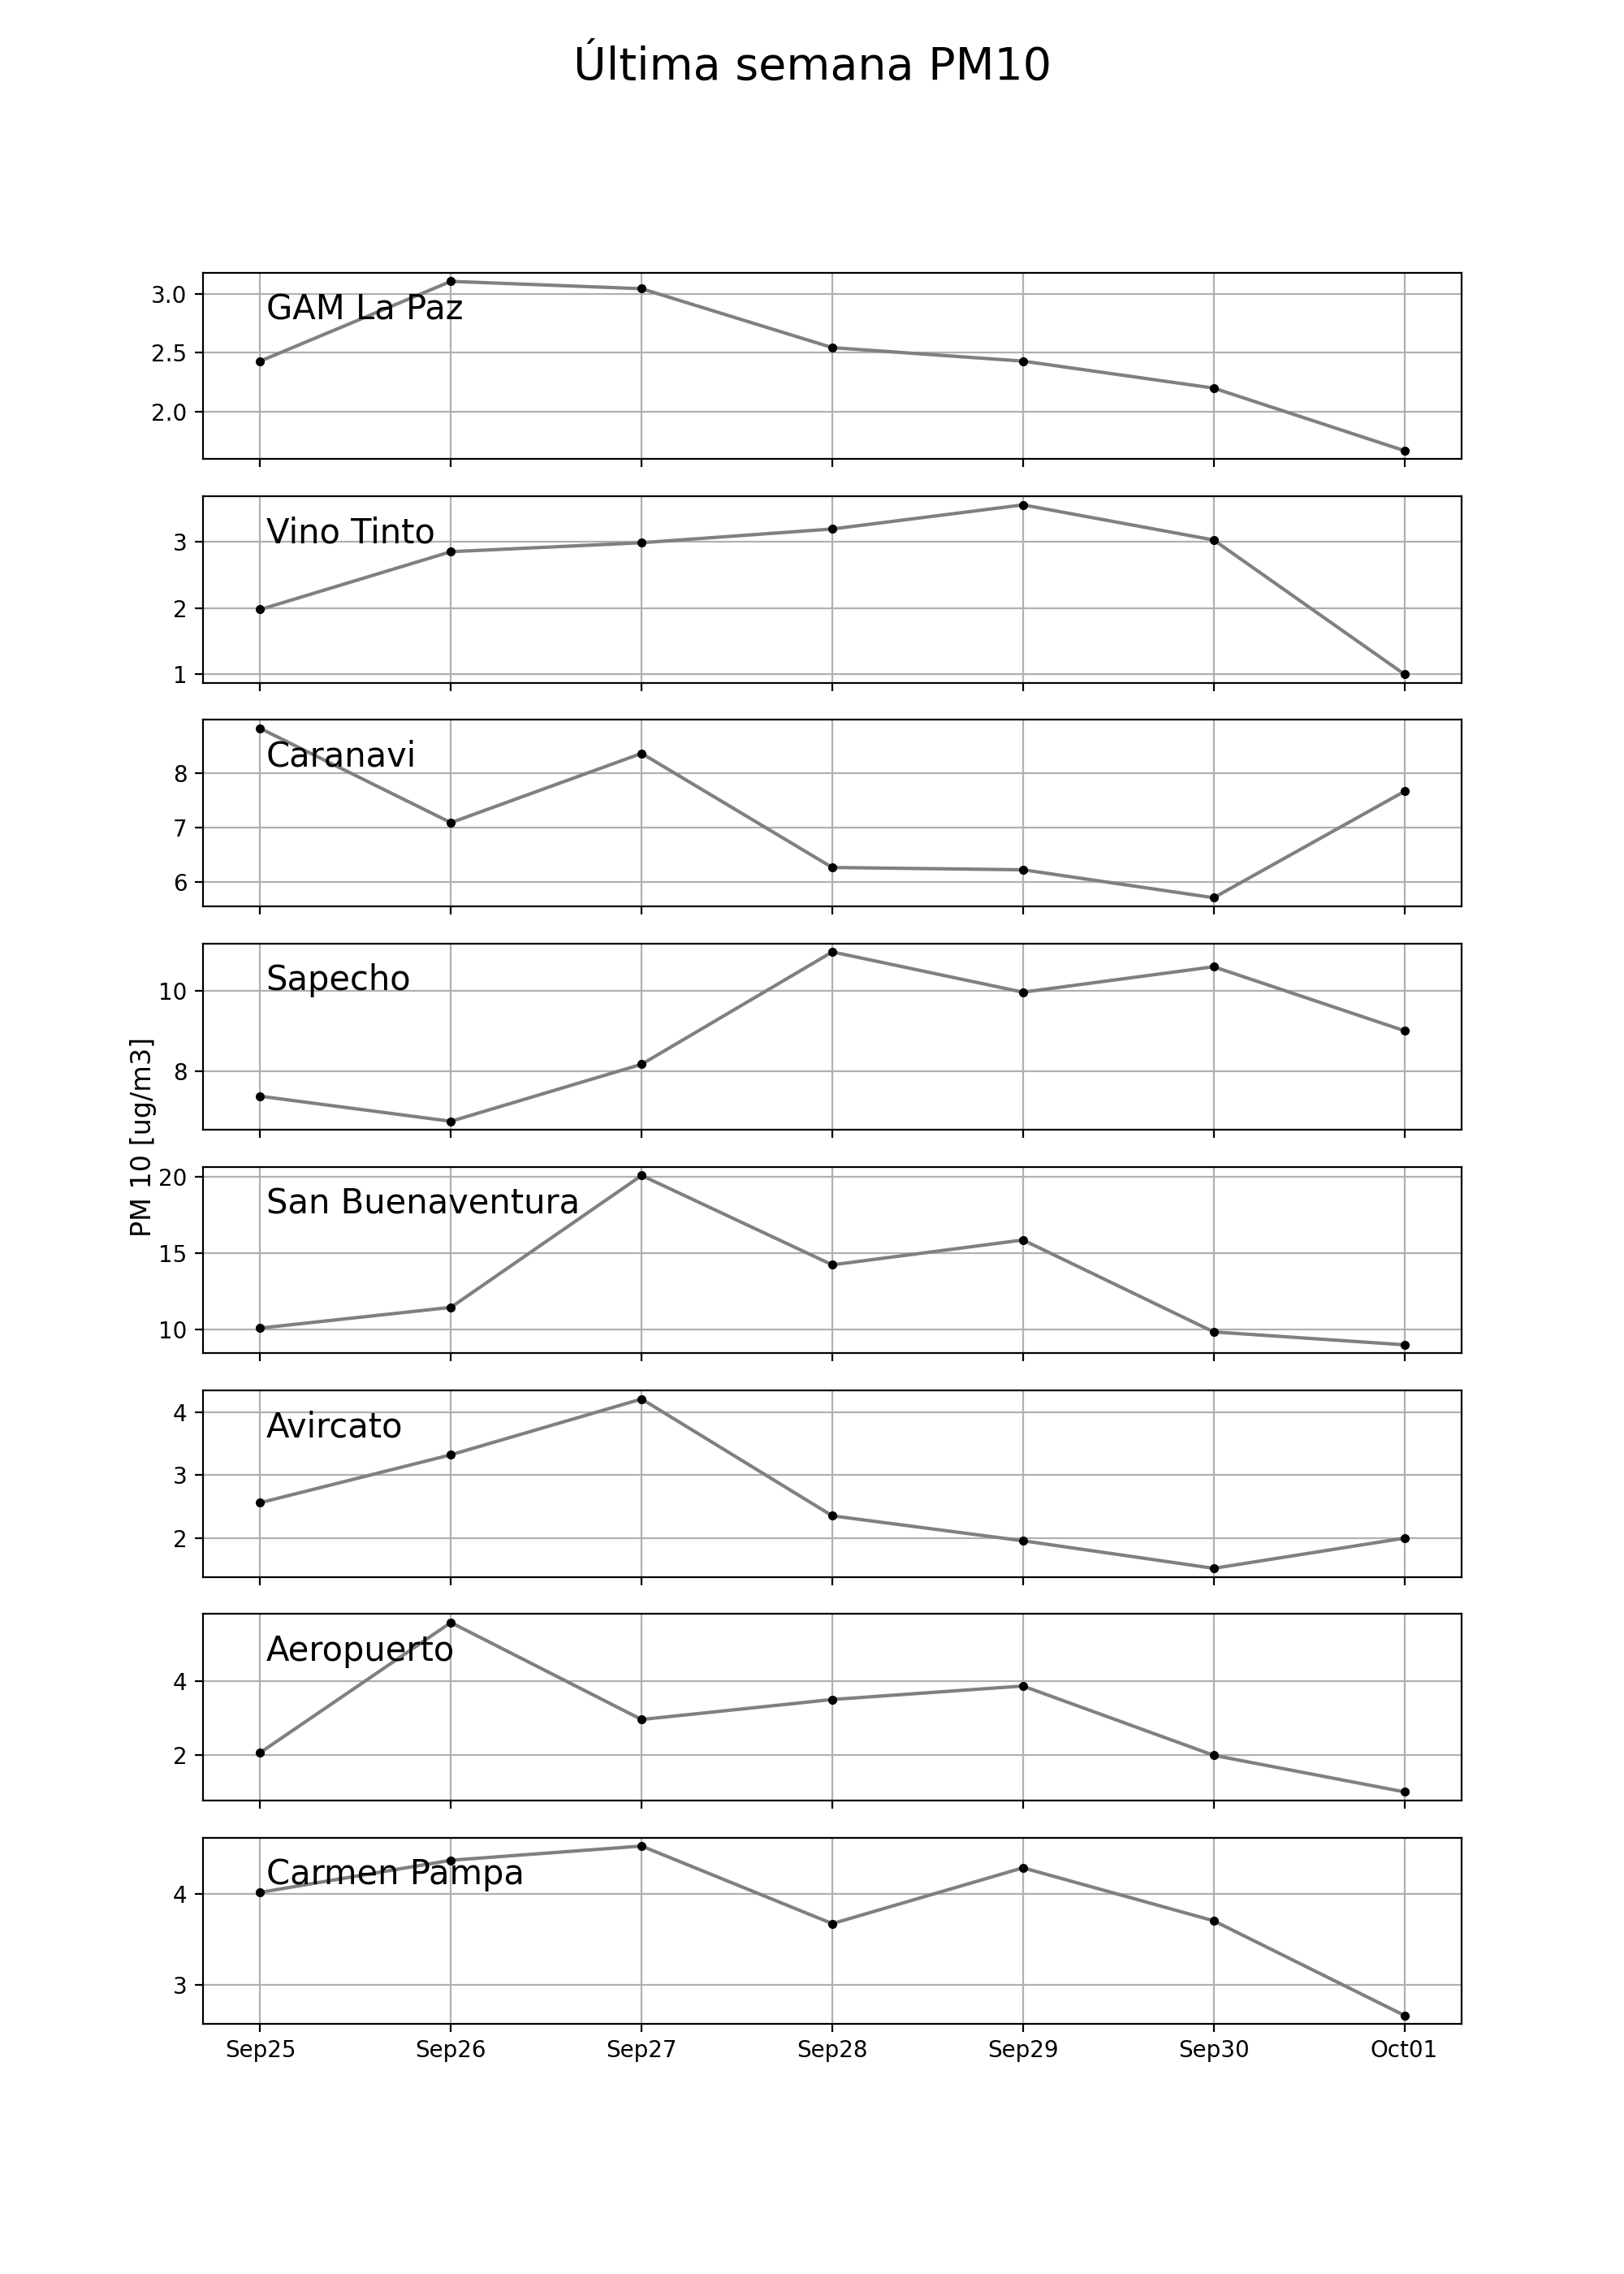 Última semana PM10
GAM La Paz
3.0
2.5
2.0
Vino Tinto
3
2
1
Caranavi
8
7
6
Sapecho
10
8
PM 10 [ug/m3]
San Buenaventura
20
15
10
Avircato
4
3
2
Aeropuerto
4
2
Carmen Pampa
4
3
Sep25 Sep26 Sep27 Sep28 Sep29 Sep30 Oct01